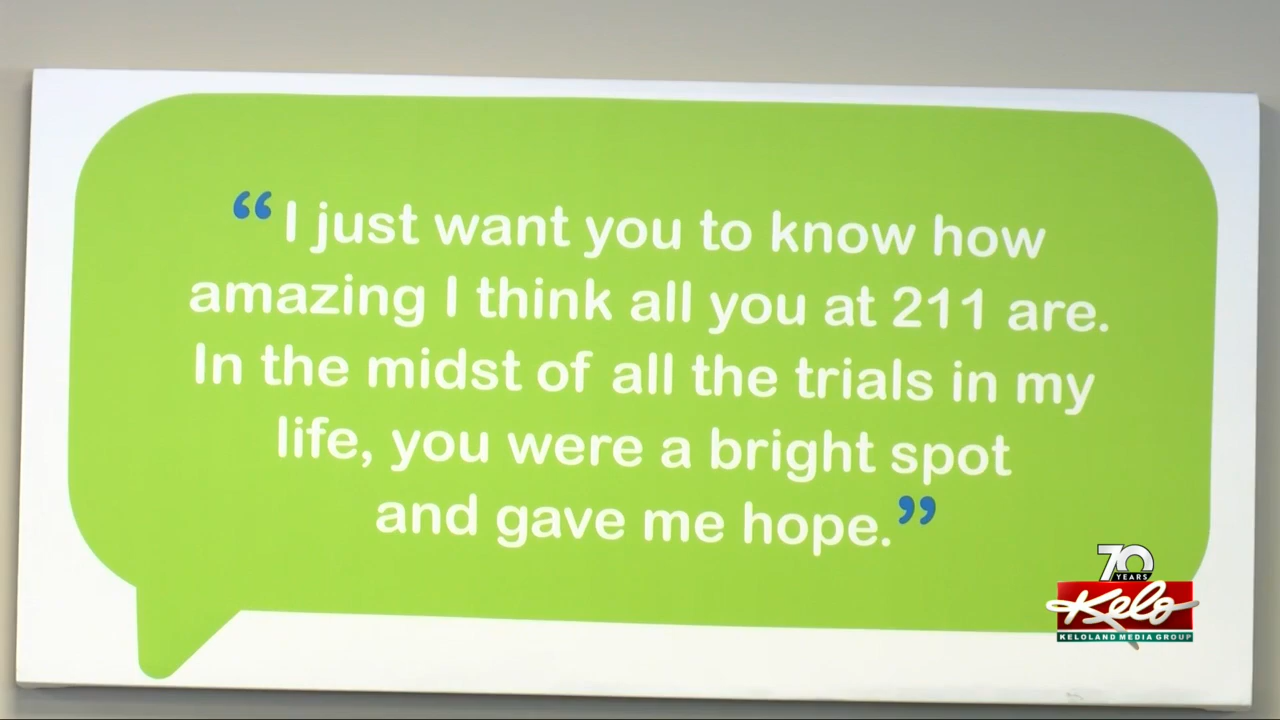 “I just want you to know how
amazing I think all you at 211 are.
In the midst of all the trials in my
life, you were a bright spot
and gave me hope.”
70
YEARS
Kelo
KELOLAND MEDIA GROUP